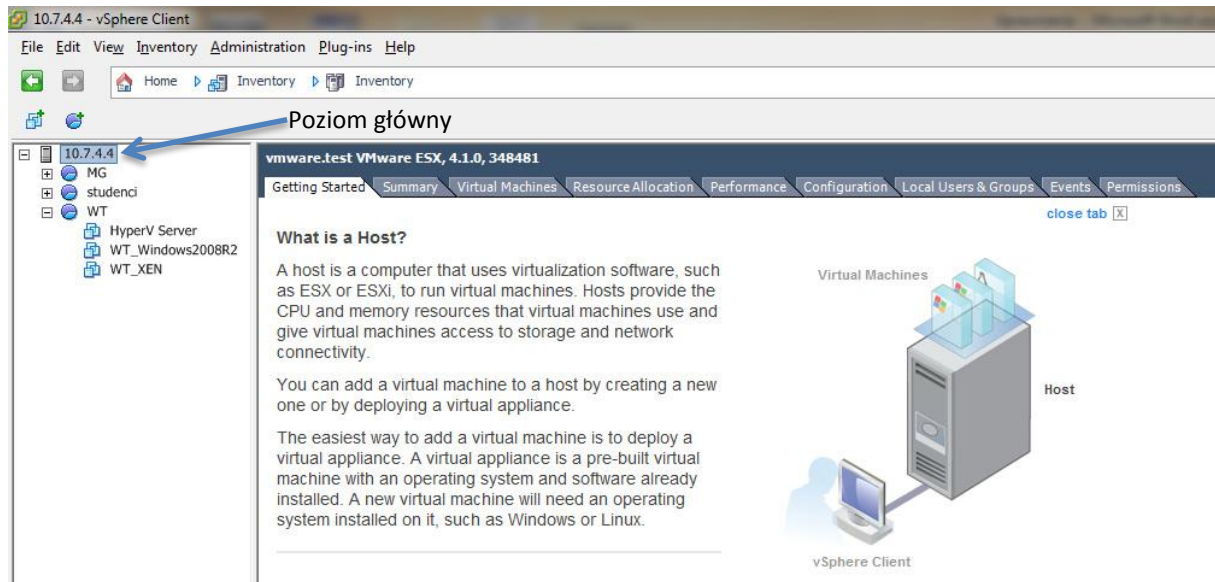 10.7.4.4 - vSphere Client
File Edit View Inventory Administration Plug-ins Help
Home Inventory Inventory
Poziom główny
10.7.4.4
MG
studenci
WT
HyperV Server
WT_Windows2008R2
WT_XEN
vmware.test VMware ESX, 4.1.0, 348481
Getting Started Summary Virtual Machines Resource Allocation Performance Configuration Local Users & Groups Events Permissions
close tab X
What is a Host?
A host is a computer that uses virtualization software, such
as ESX or ESXi, to run virtual machines. Hosts provide the
CPU and memory resources that virtual machines use and
give virtual machines access to storage and network
connectivity.
You can add a virtual machine to a host by creating a new
one or by deploying a virtual appliance.
The easiest way to add a virtual machine is to deploy a
virtual appliance. A virtual appliance is a pre-built virtual
machine with an operating system and software already
installed. A new virtual machine will need an operating
system installed on it, such as Windows or Linux.
Virtual Machines
Host
vSphere Client